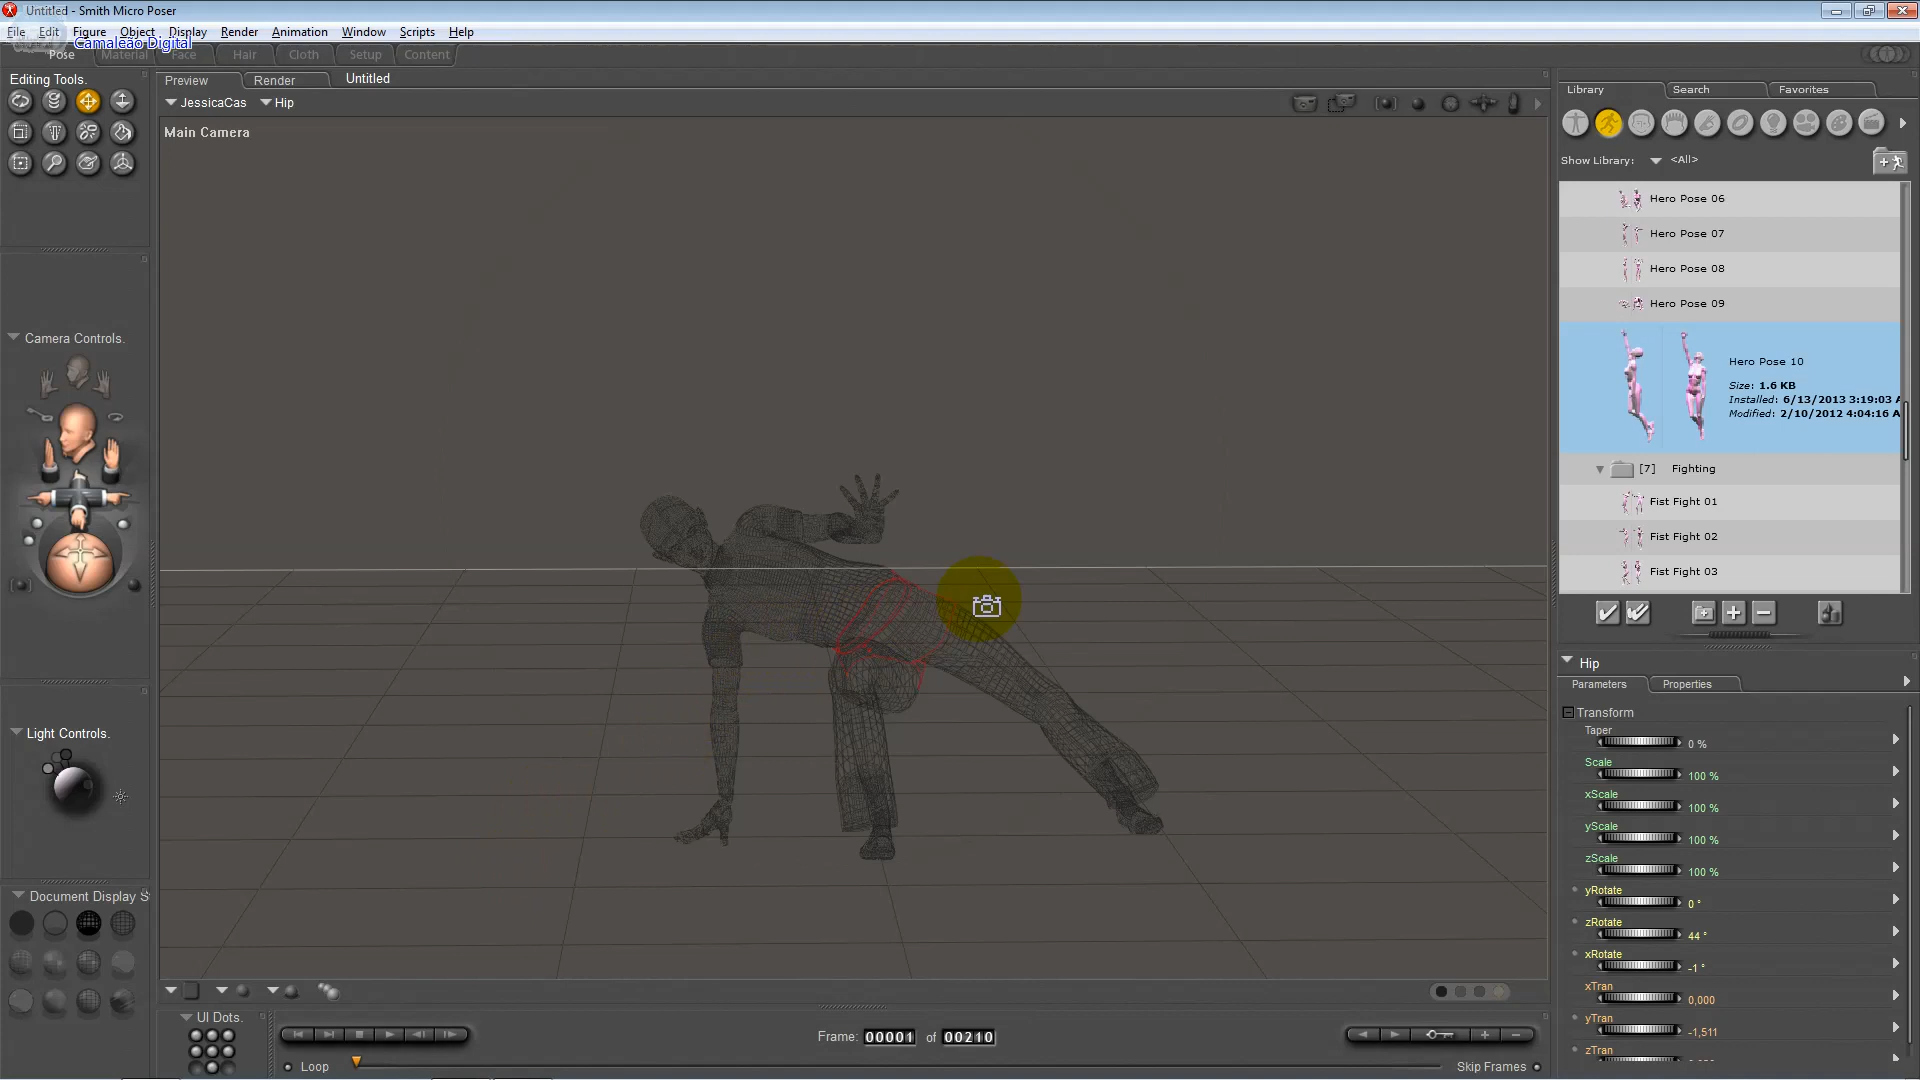 Untitled - Smith Micro Poser
File Edit Figure Object Display Render Animation Window Scripts Help
Camaleão Digital
Pose Material Face Hair Cloth Setup Content
Editing Tools.
Preview Render Untitled
JessicaCas Hip
Main Camera
Camera Controls.
Light Controls.
Document Display S
UI Dots.
Loop
Frame: 00001 of 00210
Skip Frames
Library Search Favorites
Show Library: <All>
Hero Pose 06
Hero Pose 07
Hero Pose 08
Hero Pose 09
Hero Pose 10
Size: 1.6 KB
Installed: 6/13/2013 3:19:03 A
Modified: 2/10/2012 4:04:16 A
[7] Fighting
Fist Fight 01
Fist Fight 02
Fist Fight 03
Hip
Parameters Properties
Transform
Taper
0 %
Scale
100 %
xScale
100 %
yScale
100 %
zScale
100 %
yRotate
0 °
zRotate
44 °
xRotate
-1 °
xTran
0,000
yTran
-1,511
zTran